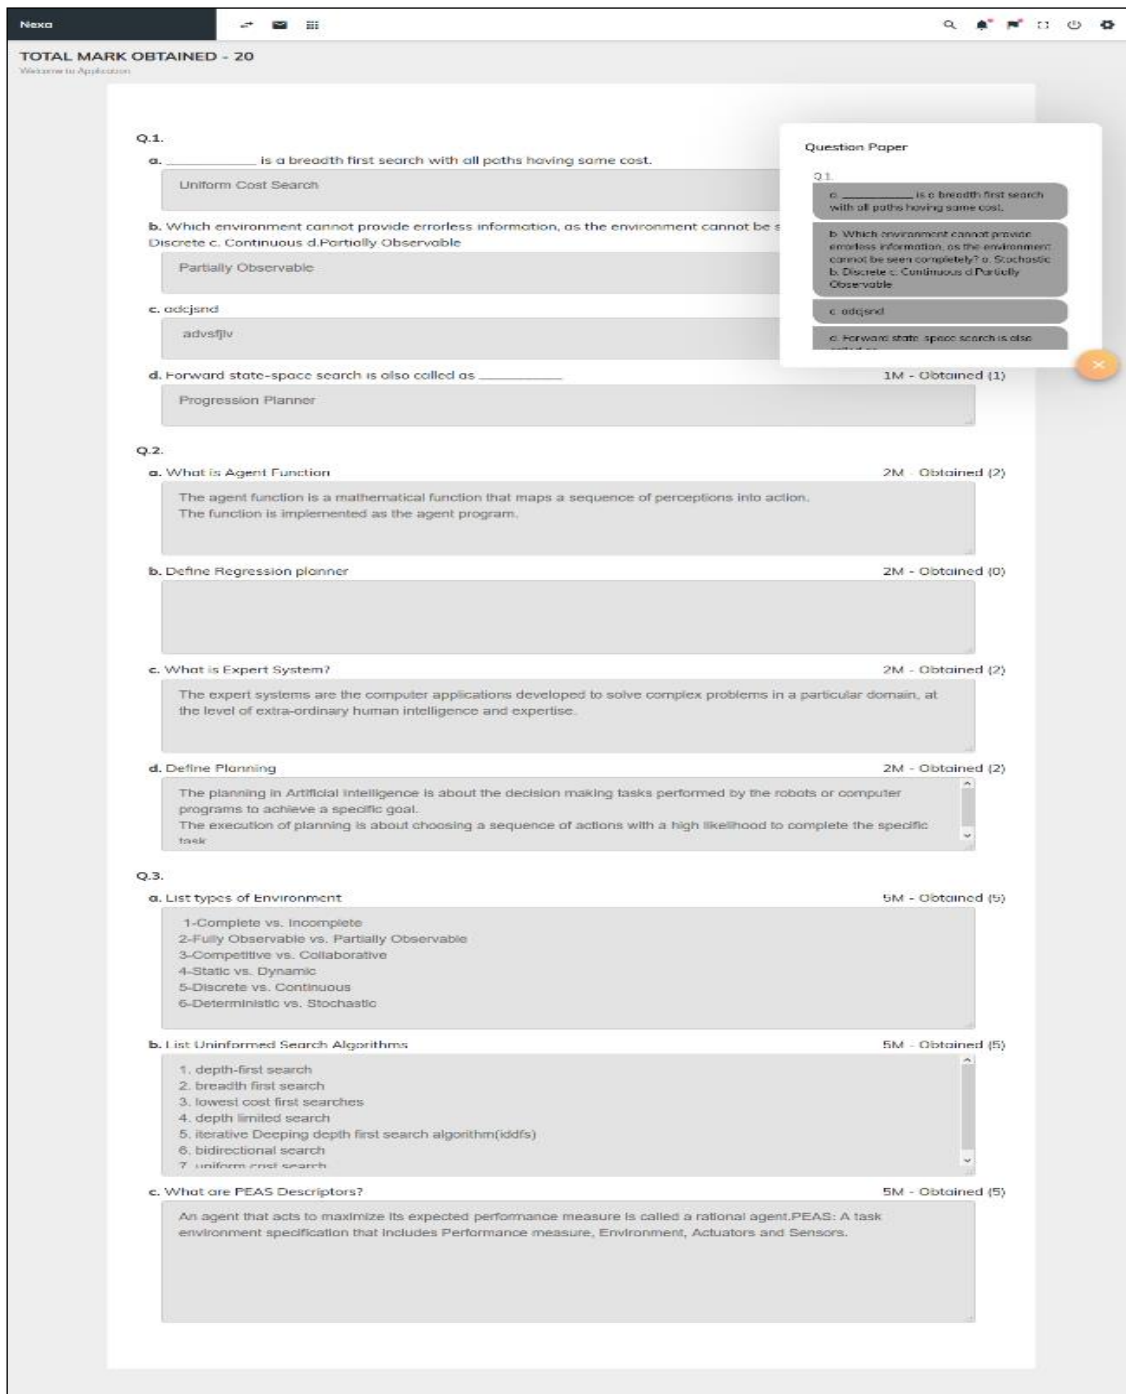 Nexa
TOTAL MARK OBTAINED - 20
Welcome to Application
Q.1.
a. ____________ is a breadth first search with all paths having same cost.
Uniform Cost Search
b. Which environment cannot provide errorless information, as the environment cannot be s
Discrete c. Continuous d.Partially Observable
Partially Observable
c. adcjsnd
advsfjlv
d. Forward state-space search is also called as ___________
1M - Obtained (1)
Progression Planner
Question Paper
Q.1.
a. ____________ is a breadth first search
with all paths having same cost.
b. Which environment cannot provide
errorless information, as the environment
cannot be seen completely? a. Stochastic
b. Discrete c. Continuous d.Partially
Observable
c. adcjsnd
d. Forward state-space search is also
called as
Q.2.
a. What is Agent Function
2M - Obtained (2)
The agent function is a mathematical function that maps a sequence of perceptions into action.
The function is implemented as the agent program.
b. Define Regression planner
2M - Obtained (0)
c. What is Expert System?
2M - Obtained (2)
The expert systems are the computer applications developed to solve complex problems in a particular domain, at
the level of extra-ordinary human intelligence and expertise.
d. Define Planning
2M - Obtained (2)
The planning in Artificial Intelligence is about the decision making tasks performed by the robots or computer
programs to achieve a specific goal.
The execution of planning is about choosing a sequence of actions with a high likelihood to complete the specific
task
Q.3.
a. List types of Environment
5M - Obtained (5)
1-Complete vs. Incomplete
2-Fully Observable vs. Partially Observable
3-Competitive vs. Collaborative
4-Static vs. Dynamic
5-Discrete vs. Continuous
6-Deterministic vs. Stochastic
b. List Uninformed Search Algorithms
5M - Obtained (5)
1. depth-first search
2. breadth first search
3. lowest cost first searches
4. depth limited search
5. iterative Deeping depth first search algorithm(iddfs)
6. bidirectional search
7. uniform cost search
c. What are PEAS Descriptors?
5M - Obtained (5)
An agent that acts to maximize its expected performance measure is called a rational agent.PEAS: A task
environment specification that includes Performance measure, Environment, Actuators and Sensors.